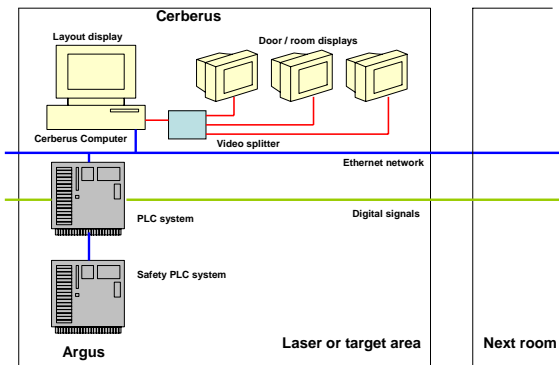 Cerberus
Layout display
Door / room displays
Cerberus Computer
Video splitter
Ethernet network
PLC system
Digital signals
Safety PLC system
Argus
Laser or target area
Next room